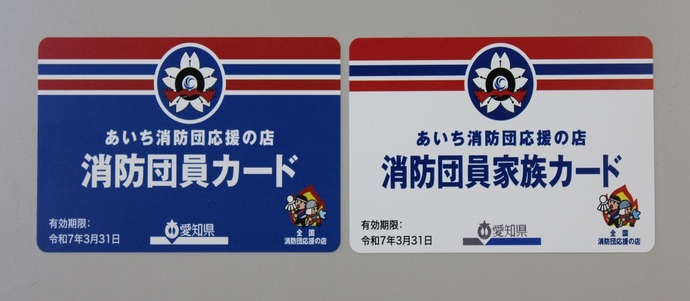 あいち消防団応援の店
消防団員カード
有効期限:
令和7年3月31日
愛知県
全国
消防団応援の店
あいち消防団応援の店
消防団員家族カード
有効期限:
令和7年3月31日
愛知県
全国
消防団応援の店